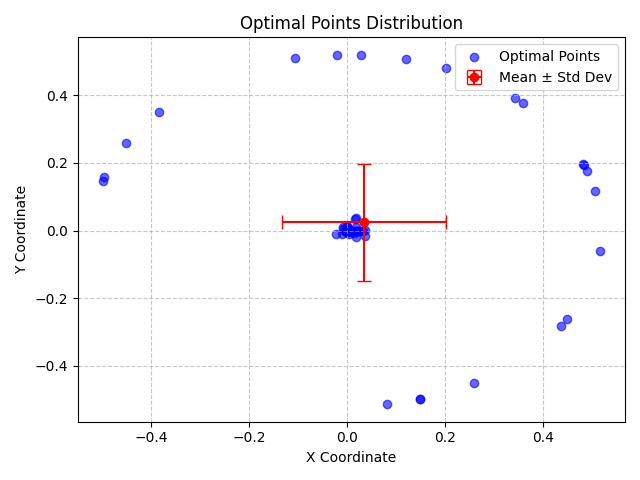 Optimal Points Distribution
Optimal Points
Mean ± Std Dev
Y Coordinate
0.4
0.2
0.0
−0.2
−0.4
−0.4
−0.2
0.0
0.2
0.4
X Coordinate